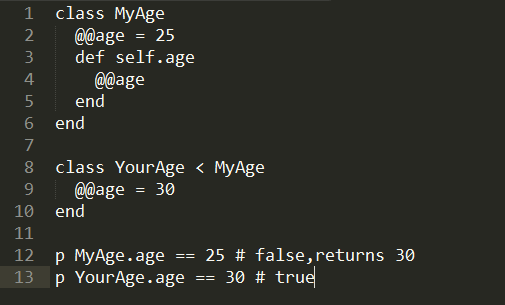 1 class MyAge
2   @@age = 25
3   def self.age
4     @@age
5   end
6 end
7
8 class YourAge < MyAge
9   @@age = 30
10 end
11
12 p MyAge.age == 25 # false,returns 30
13 p YourAge.age == 30 # true